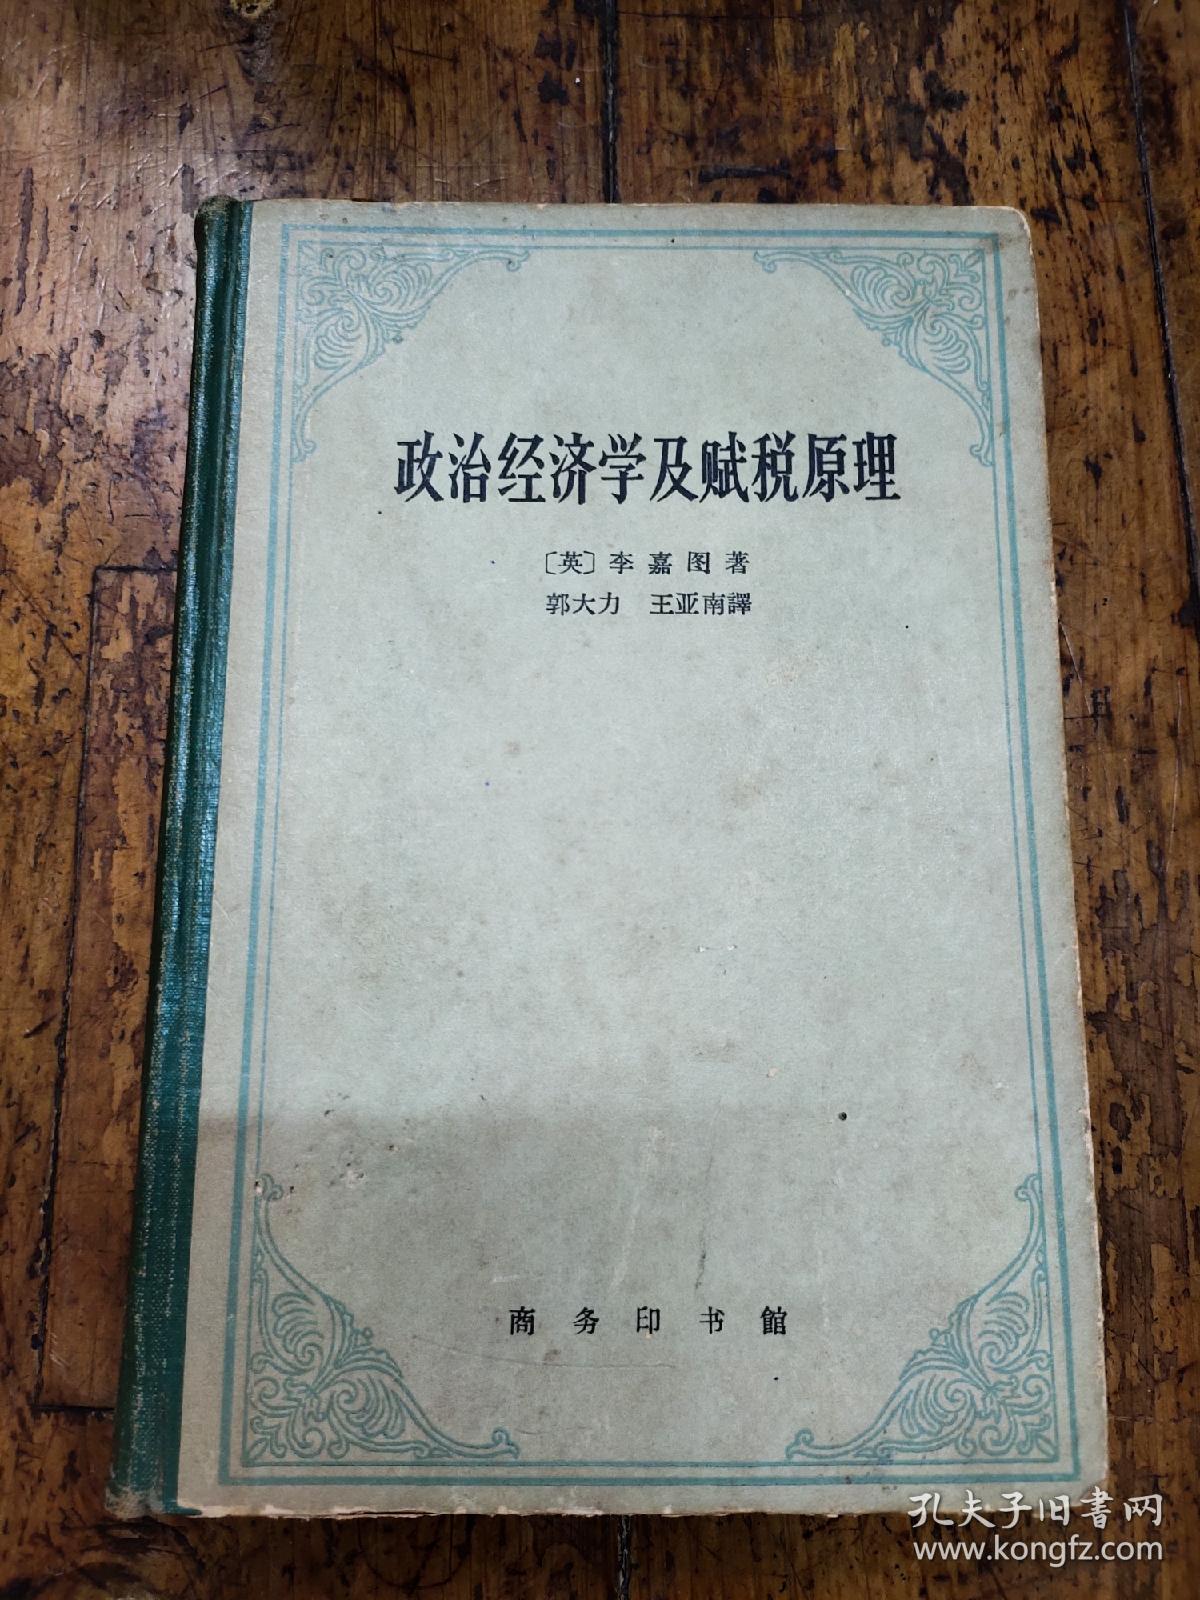 政治经济学及赋税原理
〔英〕李嘉图著
郭大力 王亚南譯
商务印书館
孔夫子旧書网
www.kongfz.com